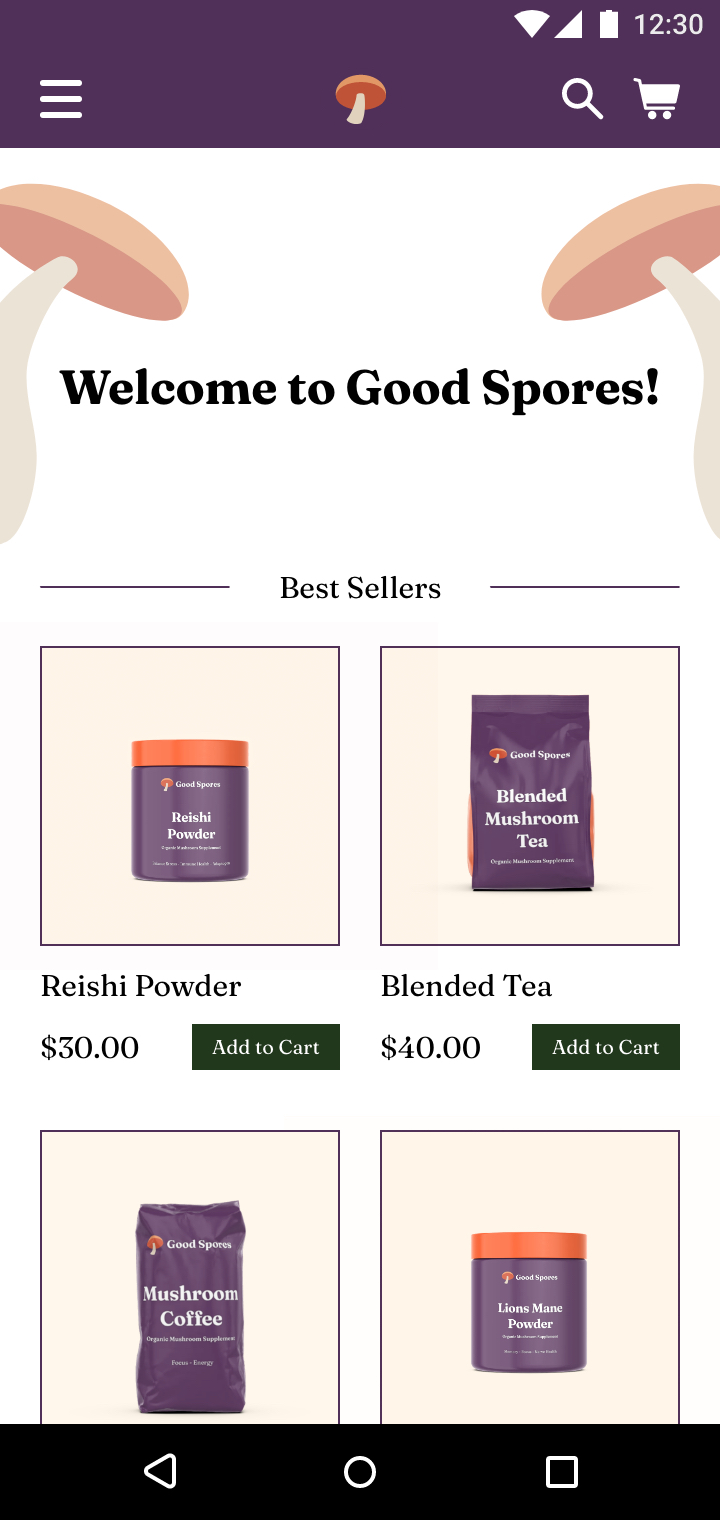 12:30
Welcome to Good Spores!
Best Sellers
Good Spores
Reishi
Powder
Organic Mushroom Supplement
Good Spores
Blended
Mushroom
Tea
Organic Mushroom Supplement
Reishi Powder
Blended Tea
$30.00
Add to Cart
$40.00
Add to Cart
Good Spores
Mushroom
Coffee
Organic Mushroom Supplement
Focus - Energy
Good Spores
Lions Mane
Powder
Organic Mushroom Supplement